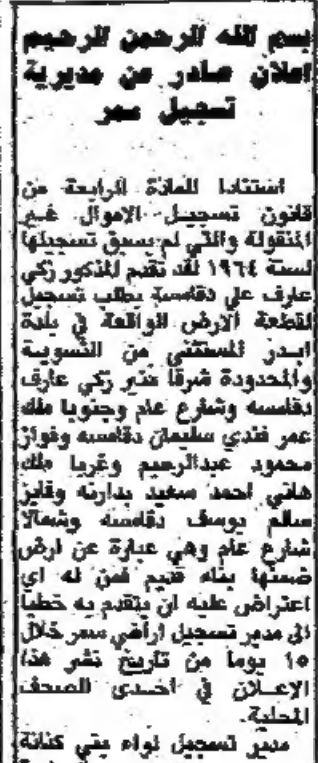 بسم الله الرحمن الرحيم
اعلان صادر عن مديرية
تسجيل سمر
استنادا للمادة الرابعة من
قانون تسجيل الاموال غير
المنقولة والتي لم يسبق تسجيلها
لسنة ١٩٦٤ لقد تقدم المذكور زكي
عارف علي دقامسة بطلب تسجيل
لقطعة الارض الواقعة في بلدة
ابدر المستثنى من التسوية
والمحدودة شرقا منير زكي عارف
دقامسه وشارع عام وجنوبا ملك
عمر فندي سليمان دقامسه وفواز
محمود عبدالرحيم وغربا ملك
هاني احمد سعيد بدارنه وفايز
سالم يوسف دقامسه وشمالا
شارع عام وهي عبارة عن ارض
ضمنها بناء قديم فمن له اي
اعتراض عليه ان يتقدم به خطيا
الى مدير تسجيل اراضي سمر خلال
١٥ يوما من تاريخ نشر هذا
الاعلان في احدى الصحف
المحلية.
مدير تسجيل لواء بني كنانة